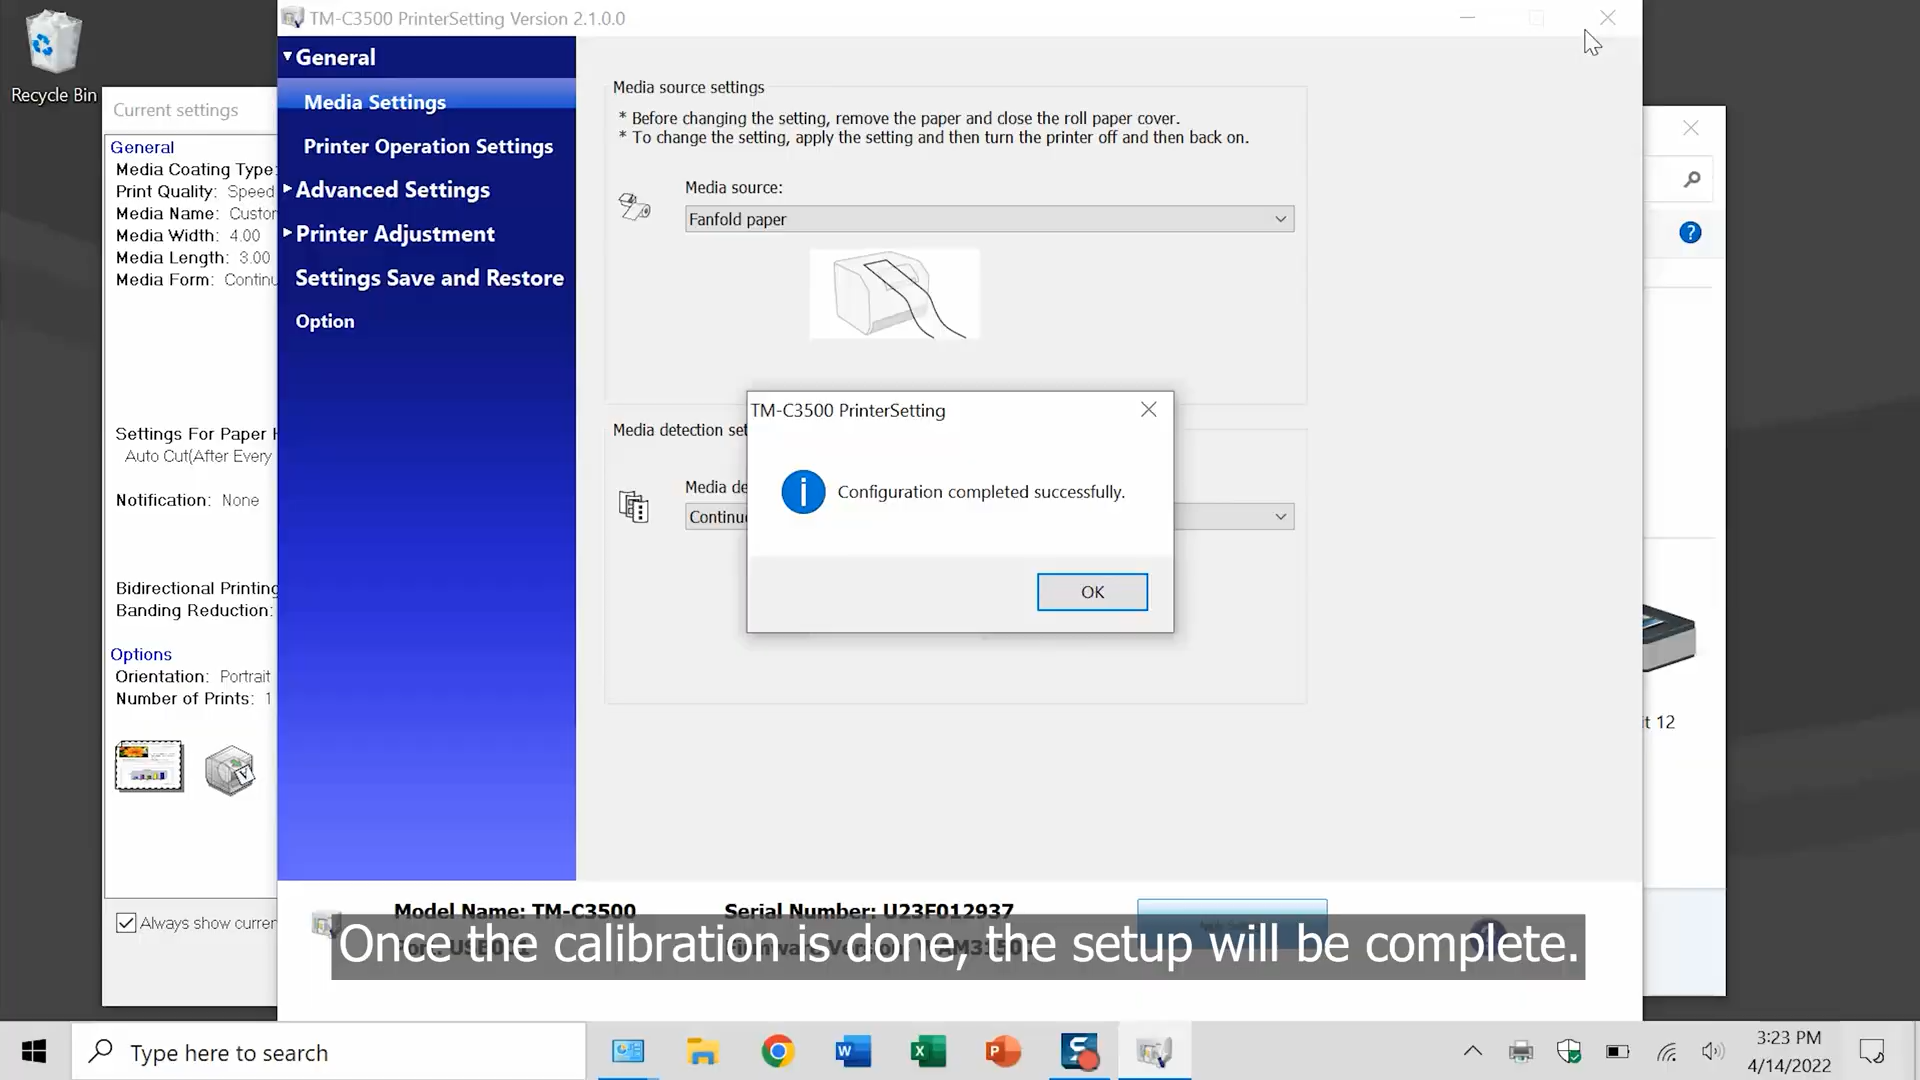 Recycle Bin
TM-C3500 PrinterSetting Version 2.1.0.0
General
Media Settings
Printer Operation Settings
Advanced Settings
Printer Adjustment
Settings Save and Restore
Option
Current settings
General
Media Coating Type:
Print Quality: Speed
Media Name: Custor
Media Width: 4.00
Media Length: 3.00
Media Form: Continu
Settings For Paper H
Auto Cut(After Every
Notification: None
Bidirectional Printing
Banding Reduction:
Options
Orientation: Portrait
Number of Prints: 1
Always show curren
Media source settings
* Before changing the setting, remove the paper and close the roll paper cover.
* To change the setting, apply the setting and then turn the printer off and then back on.
Media source:
Fanfold paper
Media detection set
Media de
Continuo
TM-C3500 PrinterSetting
Configuration completed successfully.
OK
it 12
Model Name: TM-C3500
Serial Number: U23F012937
Once the calibration is done, the setup will be complete.
Type here to search
3:23 PM
4/14/2022